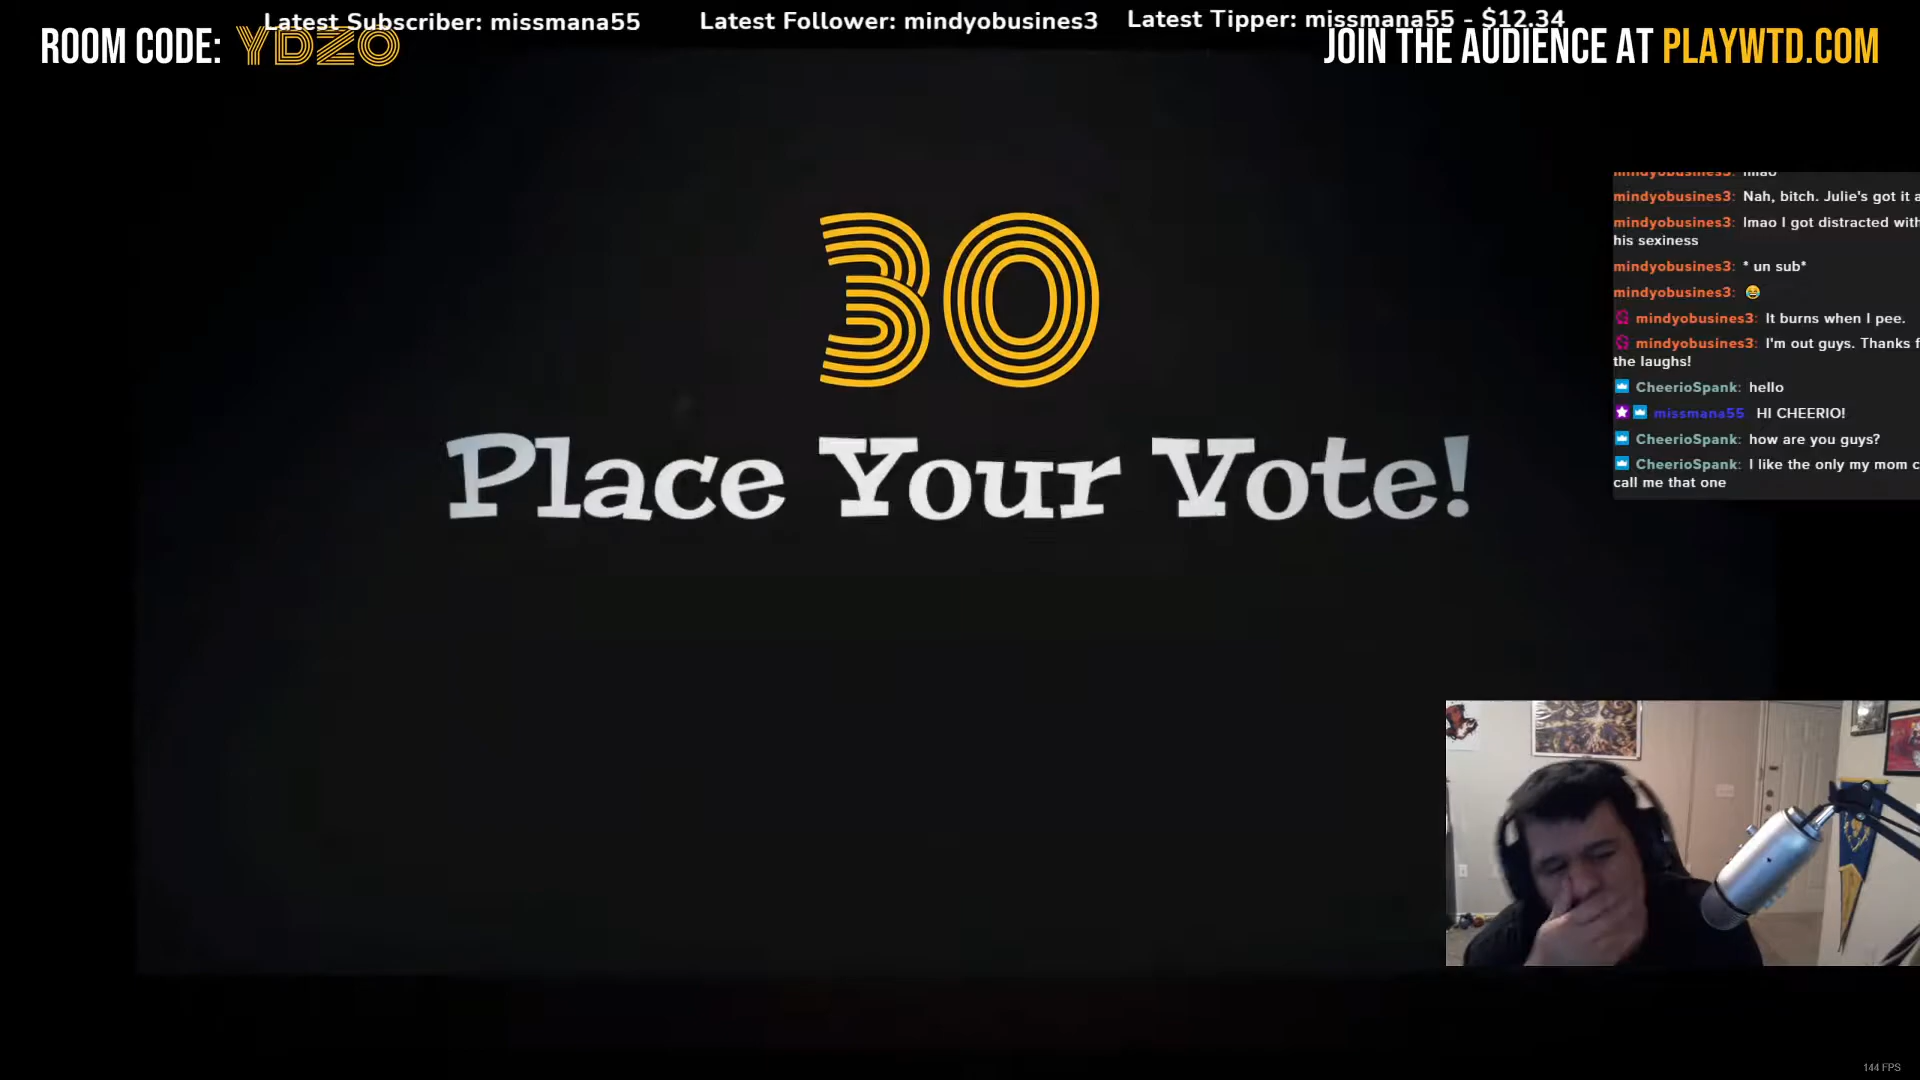 Latest Subscriber: missmana55
Latest Follower: mindyobusines3
Latest Tipper: missmana55 - $12.34
ROOM CODE: YDZO
JOIN THE AUDIENCE AT PLAYWTD.COM
30
Place Your Vote!
mindyobusines3: lmao
mindyobusines3: Nah, bitch. Julie's got it a
mindyobusines3: lmao I got distracted with
his sexiness
mindyobusines3: * un sub*
mindyobusines3: 😂
mindyobusines3: It burns when I pee.
mindyobusines3: I'm out guys. Thanks f
the laughs!
CheerioSpank: hello
missmana55 HI CHEERIO!
CheerioSpank: how are you guys?
CheerioSpank: I like the only my mom c
call me that one
144 FPS